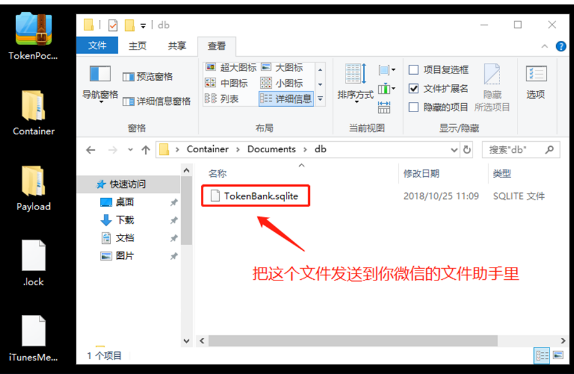 db
文件 主页 共享 查看
导航窗格
预览窗格
详细信息窗格
窗格
超大图标 大图标
中图标 小图标
列表 详细信息
布局
排序方式
当前视图
项目复选框
文件扩展名
隐藏的项目
隐藏
所选项目
显示/隐藏
选项
Container > Documents > db
搜索"db"
快速访问
桌面
下载
文档
图片
名称 修改日期 类型
TokenBank.sqlite 2018/10/25 11:09 SQLITE 文件
把这个文件发送到你微信的文件助手里
1 个项目
TokenPoc...
Container
Payload
.lock
iTunesMe...